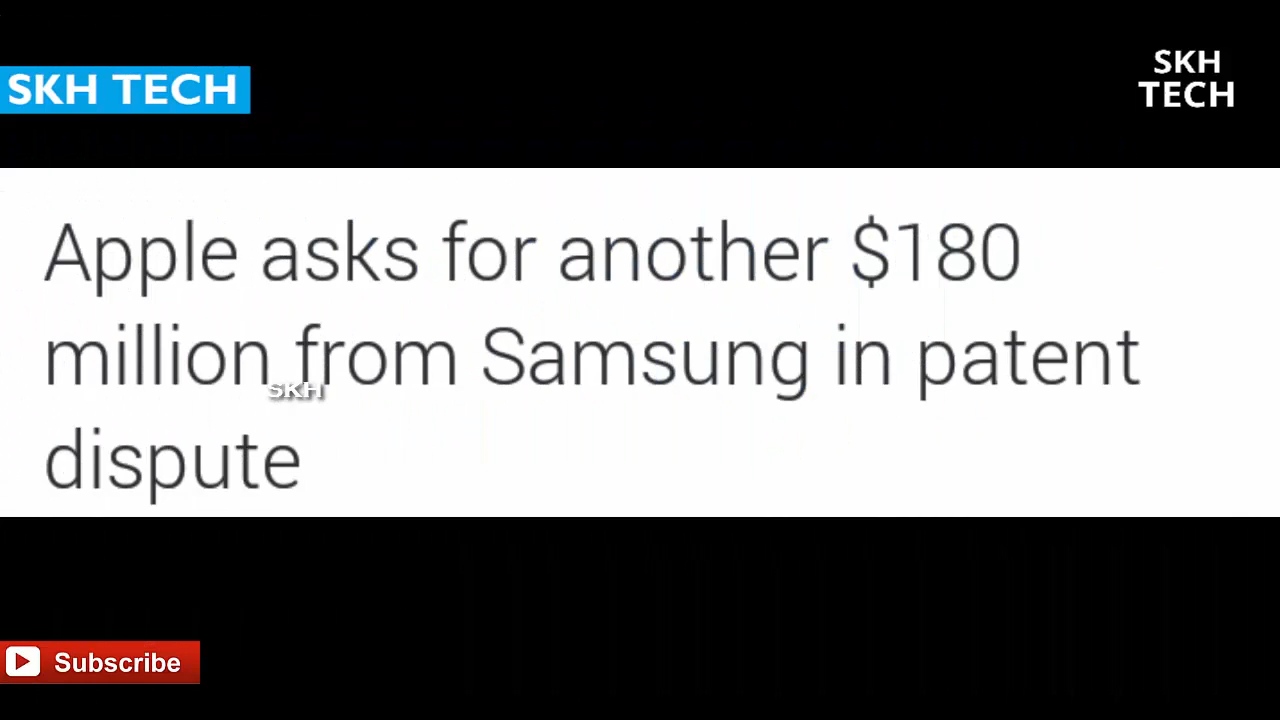 SKH TECH
SKH
TECH
Apple asks for another $180
million from Samsung in patent
SKH
dispute
Subscribe